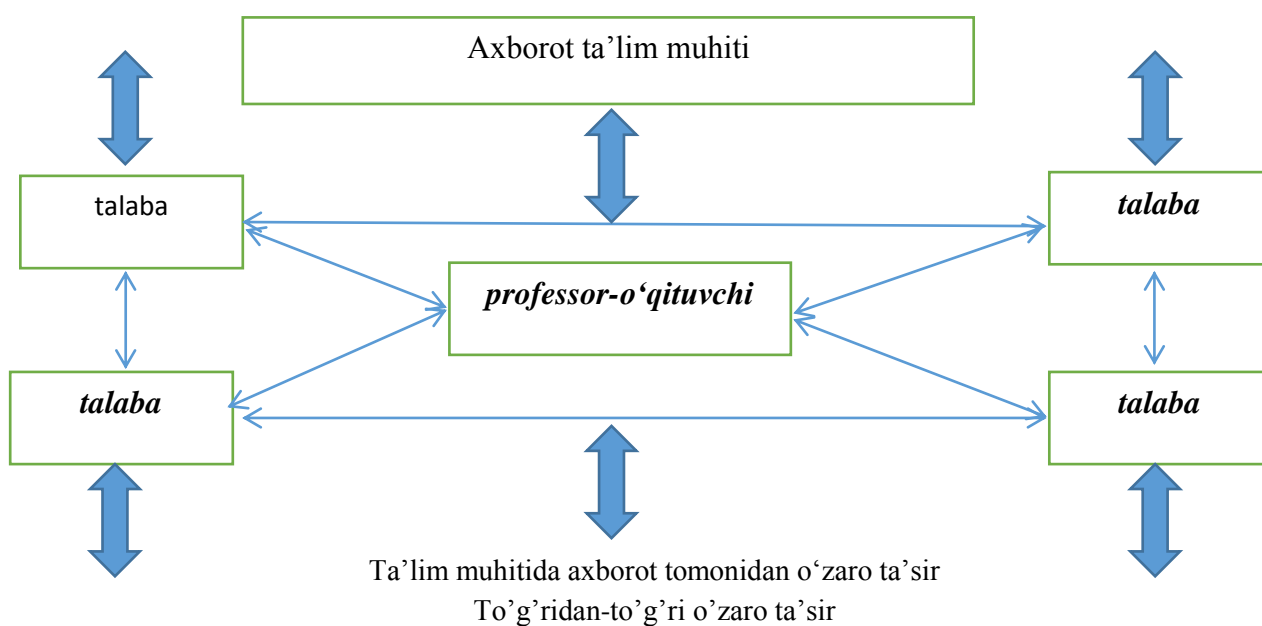 Axborot ta’lim muhiti
talaba
talaba
professor-o‘qituvchi
talaba
talaba
Ta’lim muhitida axborot tomonidan o‘zaro ta’sir
To’g’ridan-to’g’ri o’zaro ta’sir